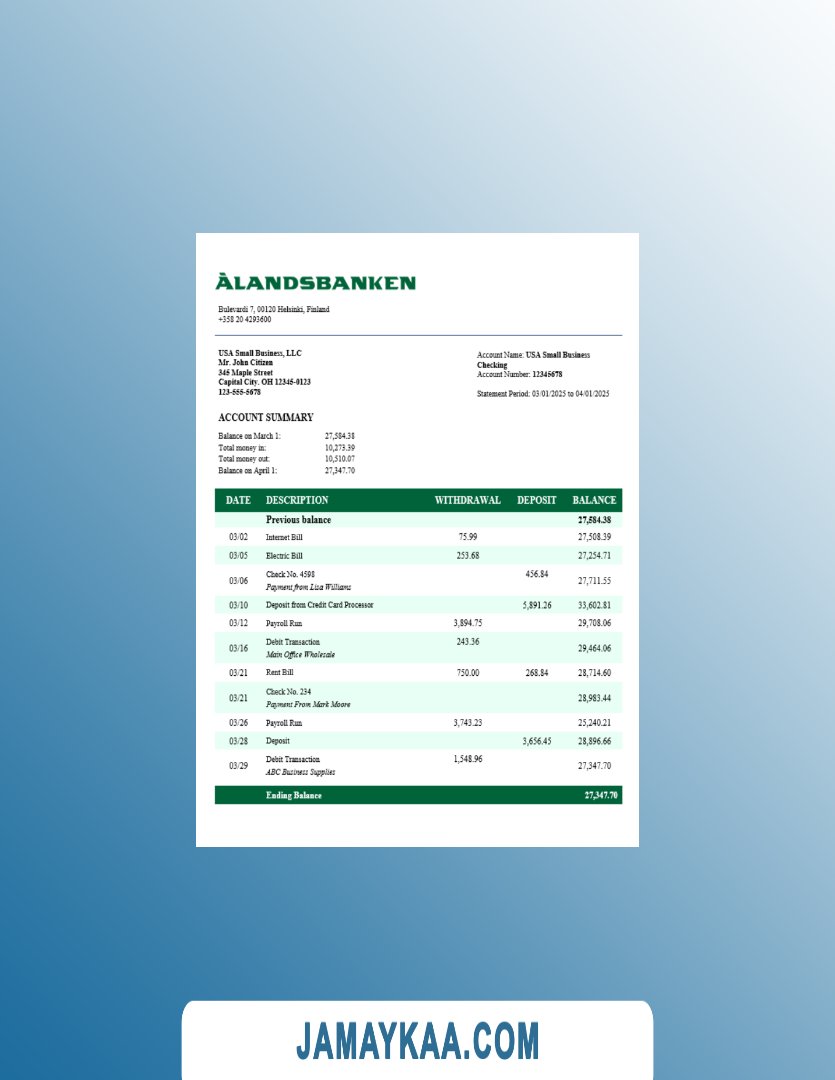 ÅLANDSBANKEN
Bulevardi 7, 00120 Helsinki, Finland
+358 20 4293600
USA Small Business, LLC
Mr. John Citizen
345 Maple Street
Capital City. OH 12345-0123
123-555-5678
Account Name: USA Small Business
Checking
Account Number: 12345678
Statement Period: 03/01/2025 to 04/01/2025
ACCOUNT SUMMARY
Balance on March 1: 27,584.38
Total money in: 10,273.39
Total money out: 10,510.07
Balance on April 1: 27,347.70
DATE DESCRIPTION WITHDRAWAL DEPOSIT BALANCE
Previous balance 27,584.38
03/02 Internet Bill 75.99 27,508.39
03/05 Electric Bill 253.68 27,254.71
03/06 Check No. 4598 456.84 27,711.55
Payment from Lisa Williams
03/10 Deposit from Credit Card Processor 5,891.26 33,602.81
03/12 Payroll Run 3,894.75 29,708.06
03/16 Debit Transaction 243.36 29,464.06
Main Office Wholesale
03/21 Rent Bill 750.00 268.84 28,714.60
03/21 Check No. 234 28,983.44
Payment From Mark Moore
03/26 Payroll Run 3,743.23 25,240.21
03/28 Deposit 3,656.45 28,896.66
03/29 Debit Transaction 1,548.96 27,347.70
ABC Business Supplies
Ending Balance 27,347.70
JAMAYKAA.COM